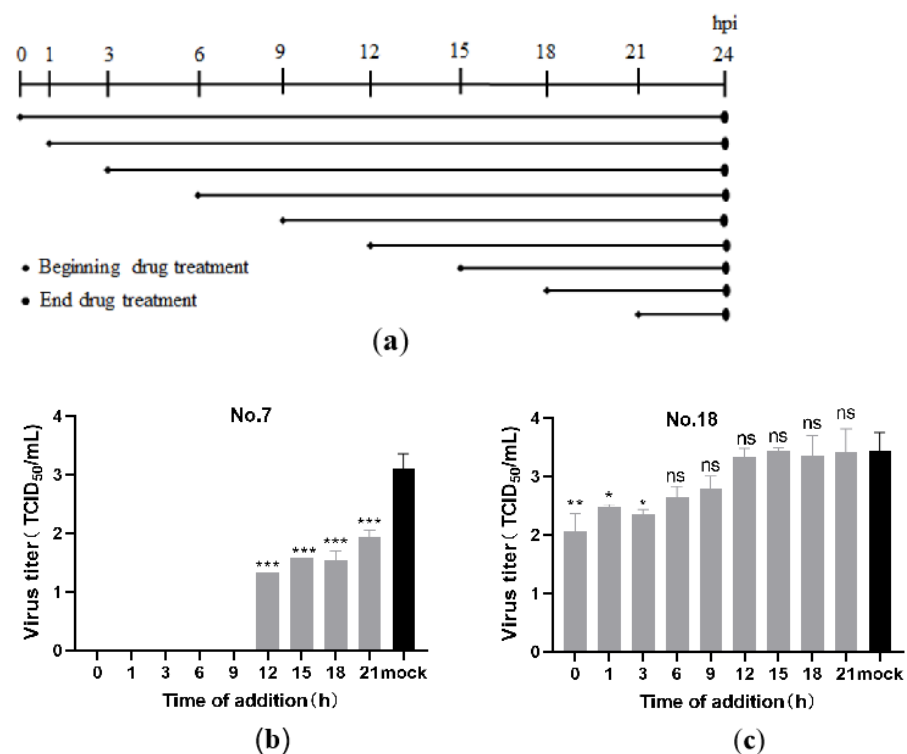 hpi
0 1 3 6 9 12 15 18 21 24
• Beginning drug treatment
• End drug treatment
(a)
No.7
Virus titer( TCID50/mL)
4
3
2
1
0
*** *** *** ***
0 1 3 6 9 12 15 18 21 mock
Time of addition(h)
(b)
No.18
Virus titer( TCID50/mL)
4
3
2
1
0
** * * ns ns ns ns ns ns
0 1 3 6 9 12 15 18 21 mock
Time of addition(h)
(c)